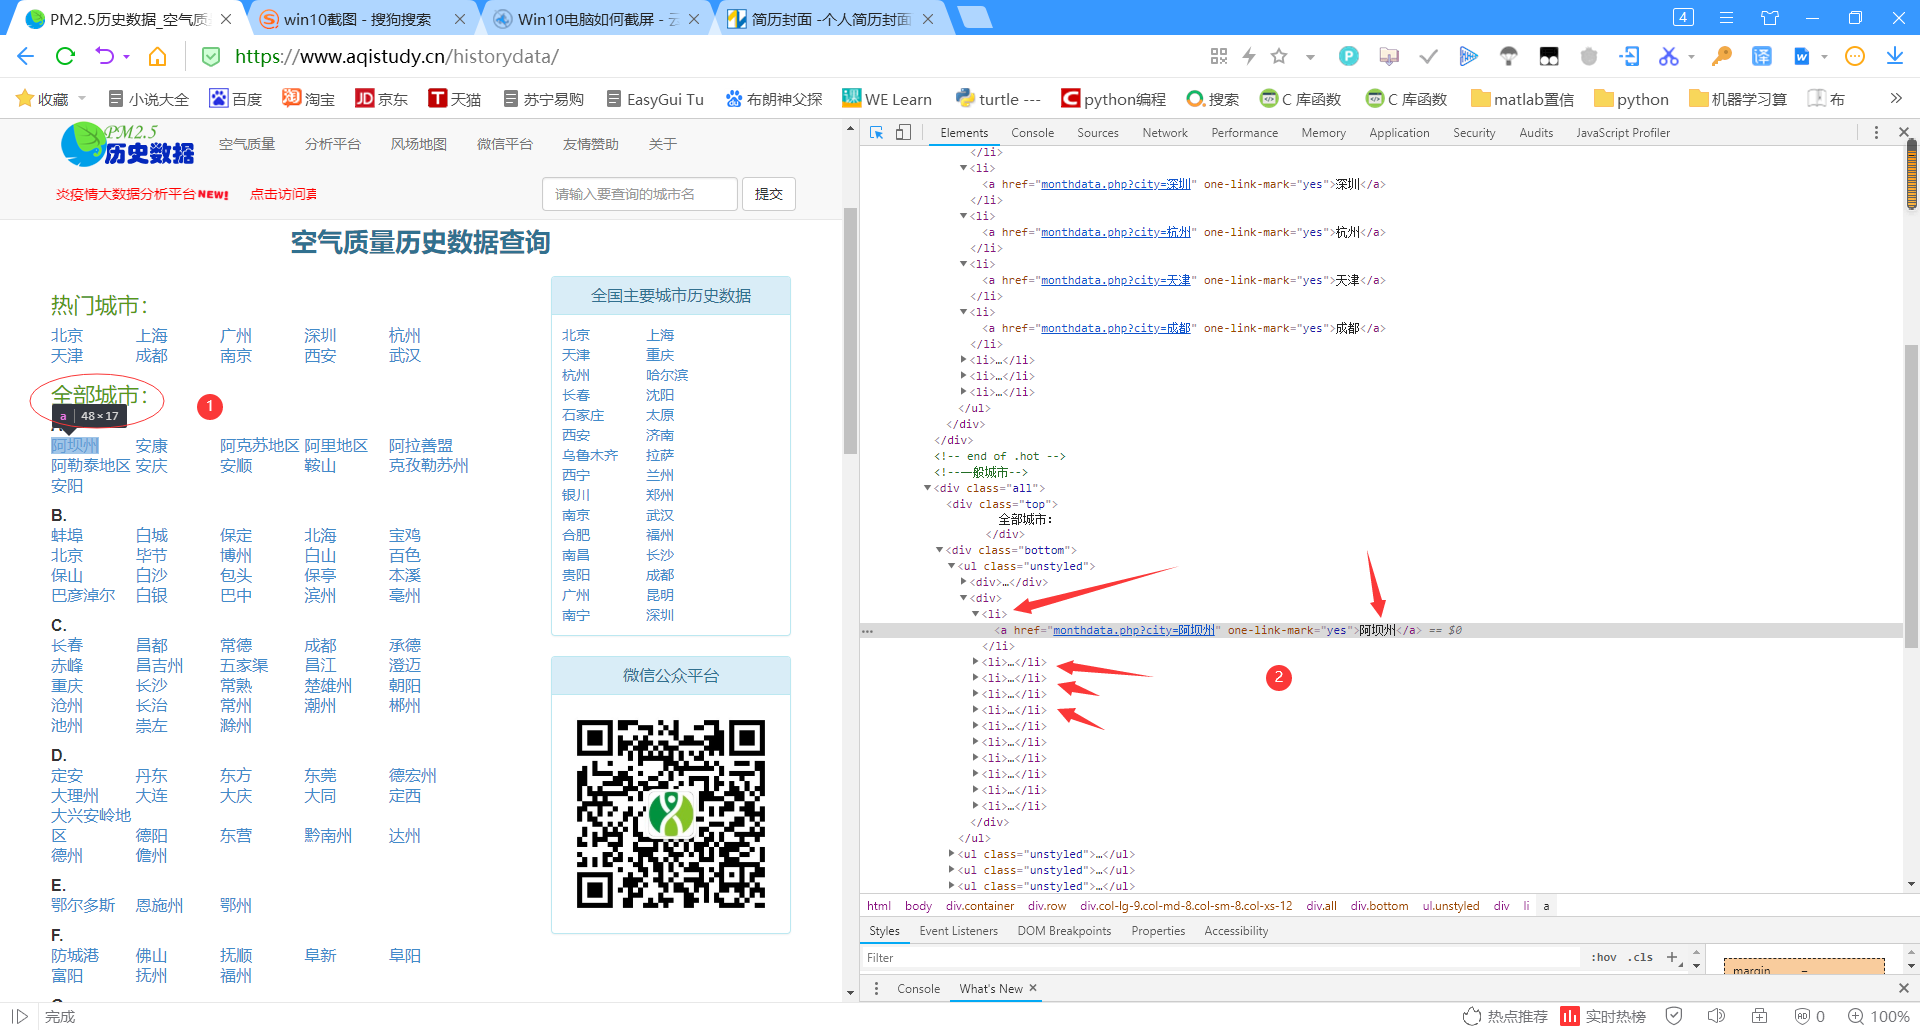 PM2.5历史数据_空气质
win10截图 - 搜狗搜索
Win10电脑如何截屏 - 云
简历封面 -个人简历封面
4
https://www.aqistudy.cn/historydata/
收藏
小说大全
百度
淘宝
京东
天猫
苏宁易购
EasyGui Tu
布朗神父探
WE Learn
turtle ---
python编程
搜索
C 库函数
C 库函数
matlab置信
python
机器学习算
布
PM2.5
历史数据
空气质量
分析平台
风场地图
微信平台
友情赞助
关于
炎疫情大数据分析平台NEW!
点击访问真
请输入要查询的城市名
提交
空气质量历史数据查询
热门城市:
北京 上海 广州 深圳 杭州
天津 成都 南京 西安 武汉
全部城市:
1
a 48×17
阿坝州 安康 阿克苏地区 阿里地区 阿拉善盟
阿勒泰地区 安庆 安顺 鞍山 克孜勒苏州
安阳
B.
蚌埠 白城 保定 北海 宝鸡
北京 毕节 博州 白山 百色
保山 白沙 包头 保亭 本溪
巴彦淖尔 白银 巴中 滨州 亳州
C.
长春 昌都 常德 成都 承德
赤峰 昌吉州 五家渠 昌江 澄迈
重庆 长沙 常熟 楚雄州 朝阳
沧州 长治 常州 潮州 郴州
池州 崇左 滁州
D.
定安 丹东 东方 东莞 德宏州
大理州 大连 大庆 大同 定西
大兴安岭地
区 德阳 东营 黔南州 达州
德州 儋州
E.
鄂尔多斯 恩施州 鄂州
F.
防城港 佛山 抚顺 阜新 阜阳
富阳 抚州 福州
全国主要城市历史数据
北京 上海
天津 重庆
杭州 哈尔滨
长春 沈阳
石家庄 太原
西安 济南
乌鲁木齐 拉萨
西宁 兰州
银川 郑州
南京 武汉
合肥 福州
南昌 长沙
贵阳 成都
广州 昆明
南宁 深圳
微信公众平台
Elements Console Sources Network Performance Memory Application Security Audits JavaScript Profiler
</li>
<li>
<a href="monthdata.php?city=深圳" one-link-mark="yes">深圳</a>
</li>
<li>
<a href="monthdata.php?city=杭州" one-link-mark="yes">杭州</a>
</li>
<li>
<a href="monthdata.php?city=天津" one-link-mark="yes">天津</a>
</li>
<li>
<a href="monthdata.php?city=成都" one-link-mark="yes">成都</a>
</li>
<li>…</li>
<li>…</li>
<li>…</li>
</ul>
</div>
</div>
<!-- end of .hot -->
<!--一般城市-->
<div class="all">
<div class="top">
全部城市:
</div>
<div class="bottom">
<ul class="unstyled">
<div>…</div>
<div>
<li>
<a href="monthdata.php?city=阿坝州" one-link-mark="yes">阿坝州</a> == $0
</li>
<li>…</li>
<li>…</li>
2
<li>…</li>
<li>…</li>
<li>…</li>
<li>…</li>
<li>…</li>
<li>…</li>
<li>…</li>
<li>…</li>
</div>
</ul>
<ul class="unstyled">…</ul>
<ul class="unstyled">…</ul>
<ul class="unstyled">…</ul>
html body div.container div.row div.col-lg-9.col-md-8.col-sm-8.col-xs-12 div.all div.bottom ul.unstyled div li a
Styles Event Listeners DOM Breakpoints Properties Accessibility
Filter
:hov .cls +
margin
Console What's New
完成
热点推荐
实时热榜
0
100%